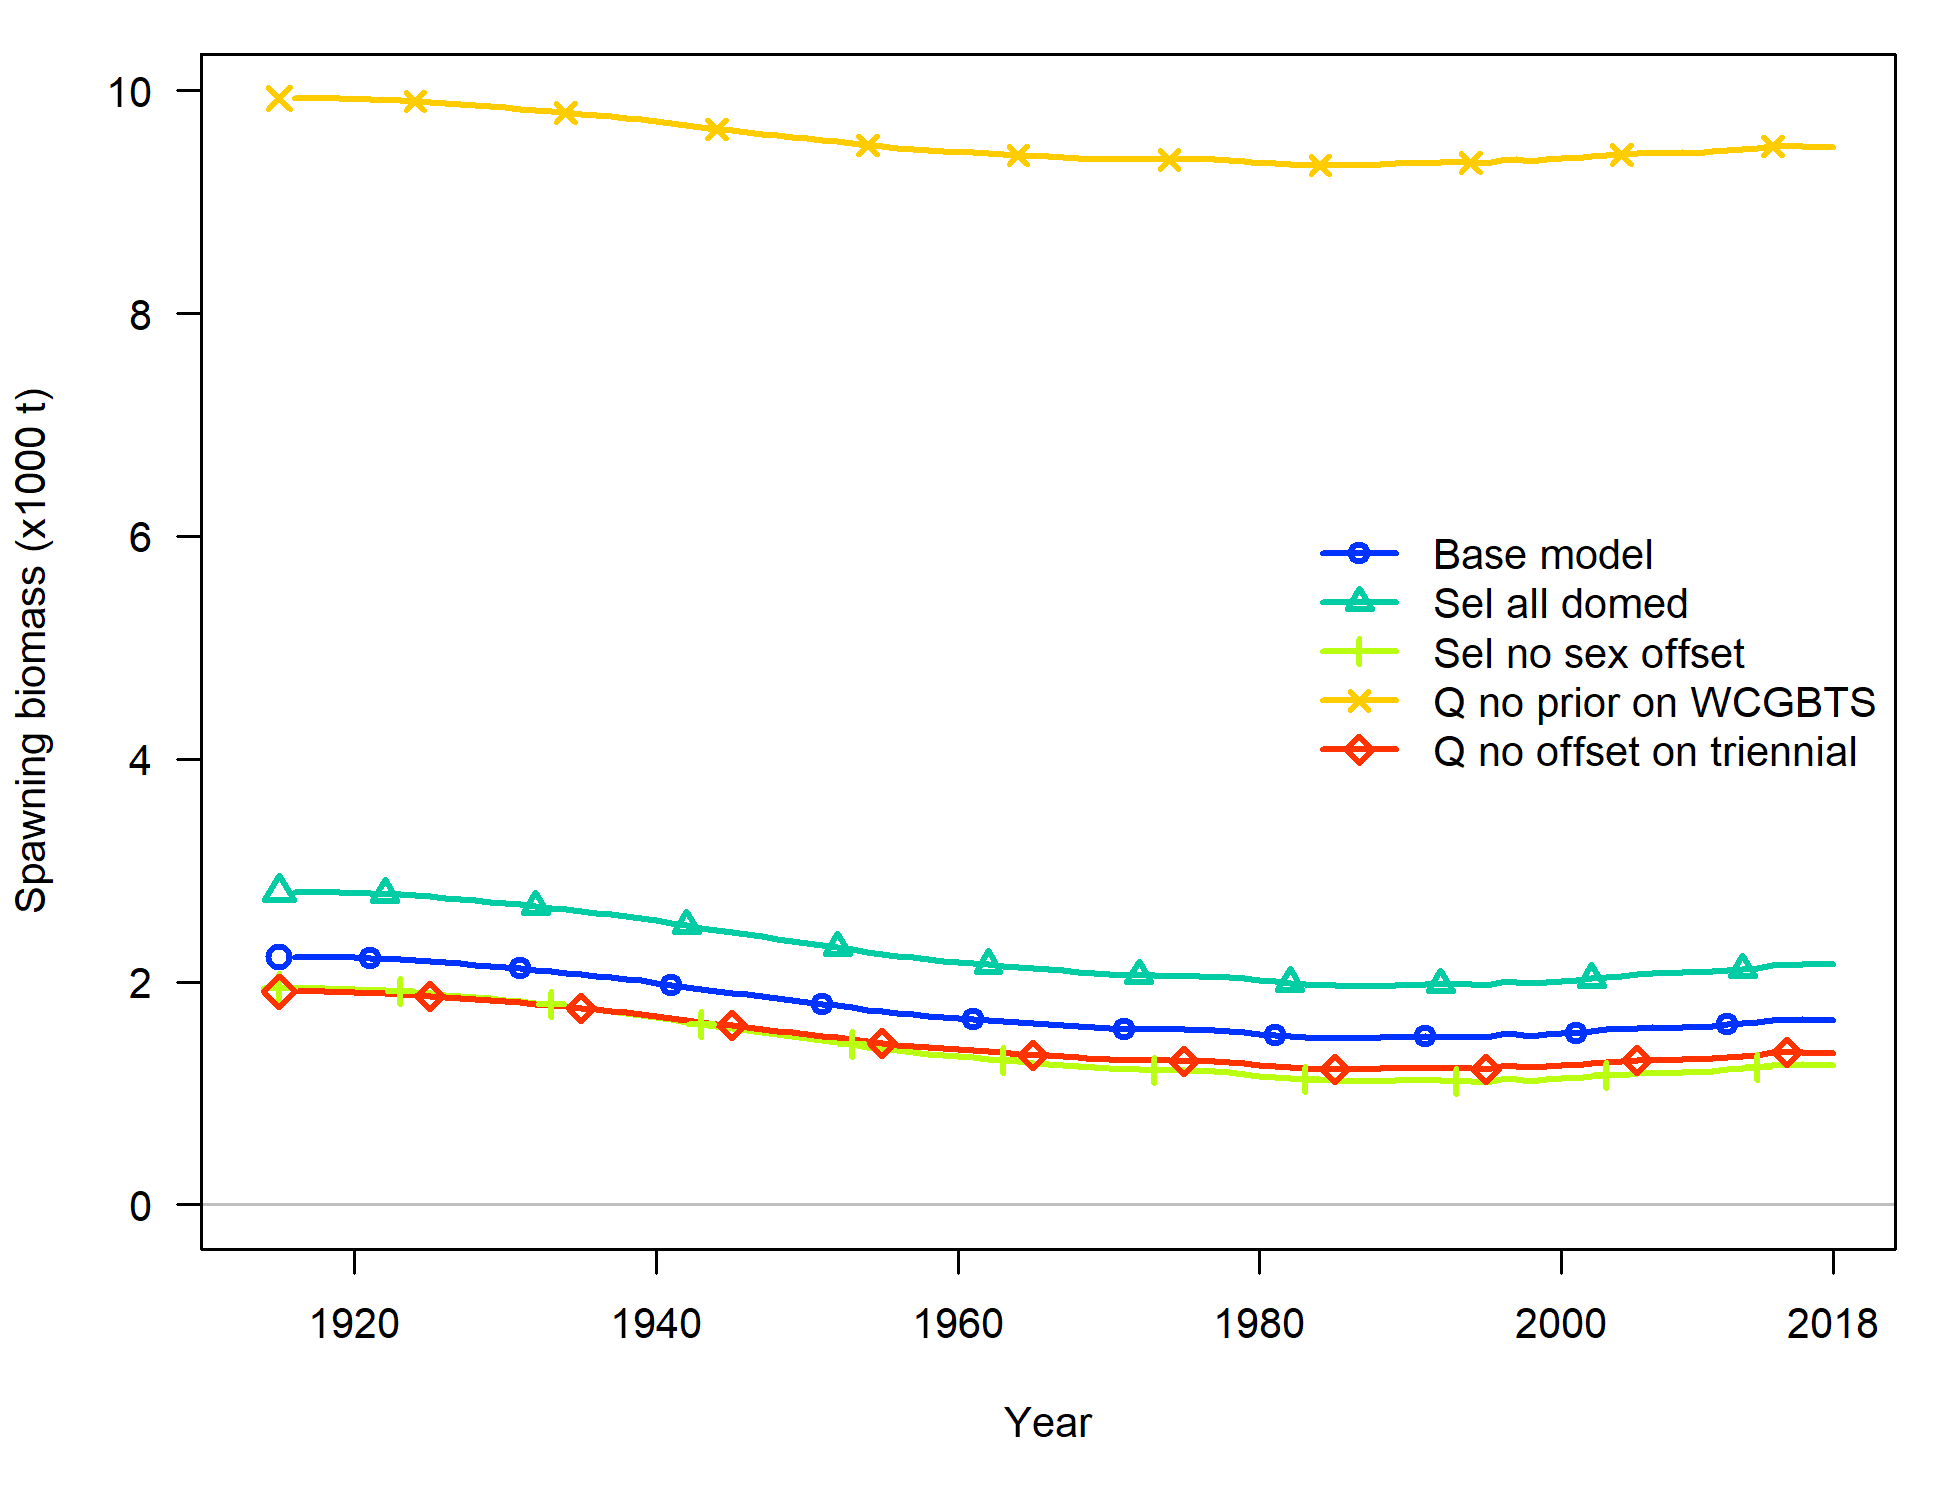 10
8
6
4
2
0
Spawning biomass (x1000 t)
Base model
Sel all domed
Sel no sex offset
Q no prior on WCGBTS
Q no offset on triennial
1920
1940
1960
1980
2000
2018
Year